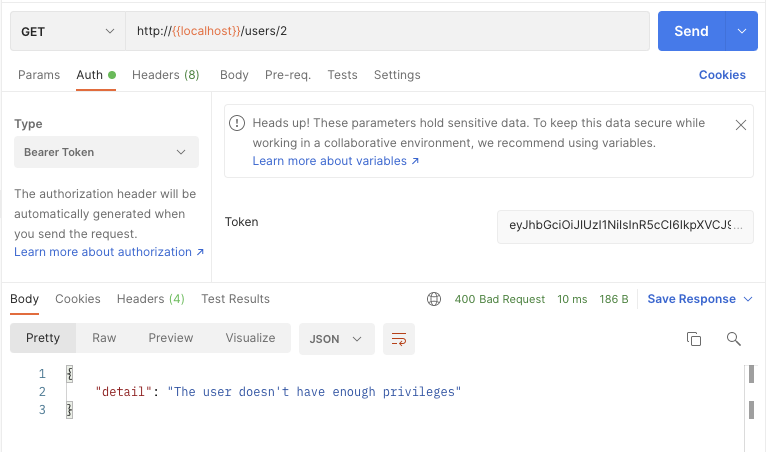 GET http://{{localhost}}/users/2 Send
Params Auth Headers (8) Body Pre-req. Tests Settings Cookies
Type
Bearer Token
The authorization header will be
automatically generated when
you send the request.
Learn more about authorization ↗
Heads up! These parameters hold sensitive data. To keep this data secure while
working in a collaborative environment, we recommend using variables.
Learn more about variables ↗
Token eyJhbGciOiJIUzI1NiIsInR5cCI6IkpXVCJ9...
Body Cookies Headers (4) Test Results 400 Bad Request 10 ms 186 B Save Response
Pretty Raw Preview Visualize JSON
1 {
2 "detail": "The user doesn't have enough privileges"
3 }